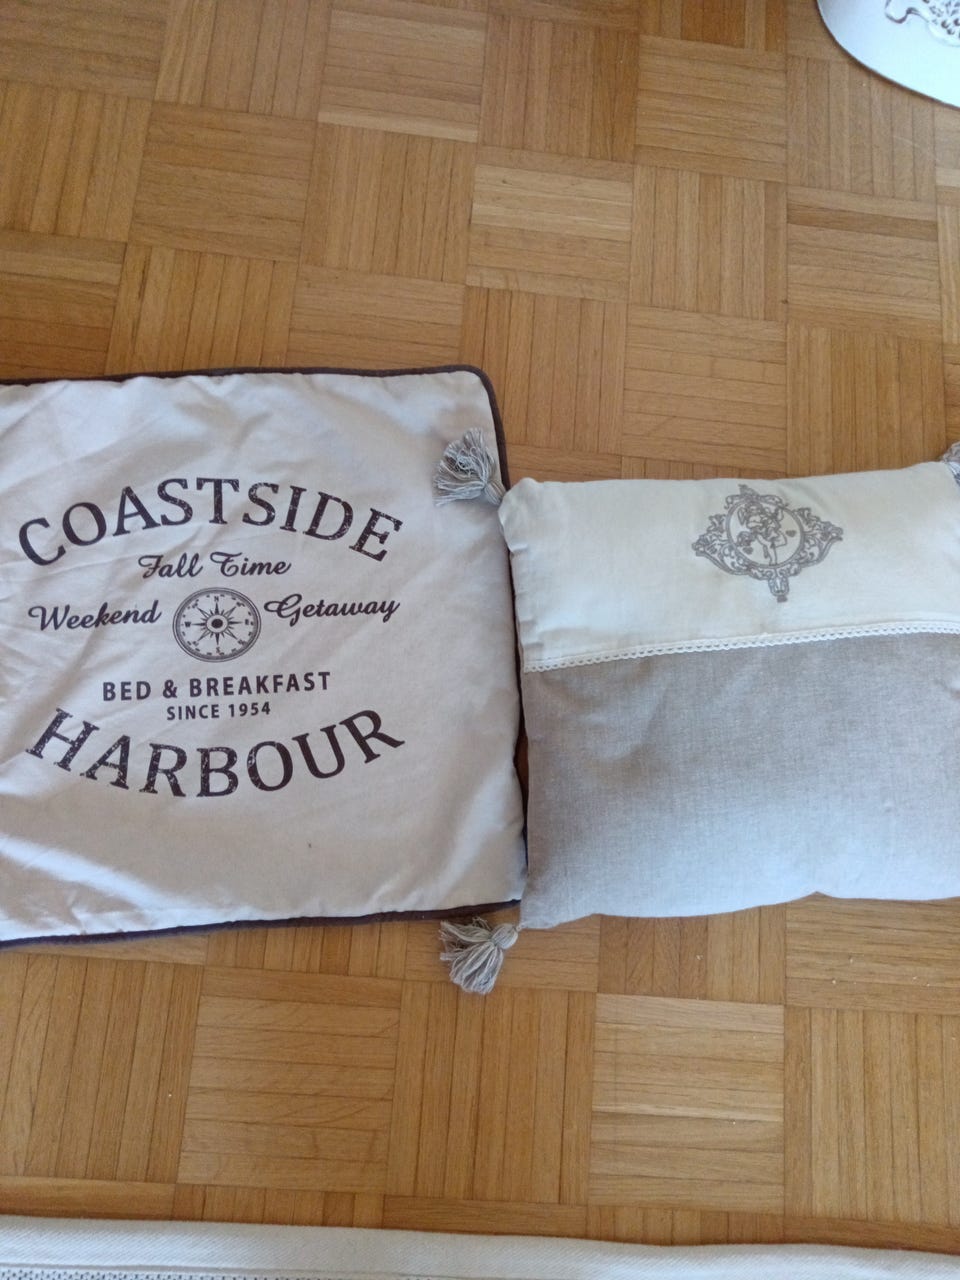 COASTSIDE
Fall Time
Weekend Getaway
N
BED & BREAKFAST
SINCE 1954
HARBOUR